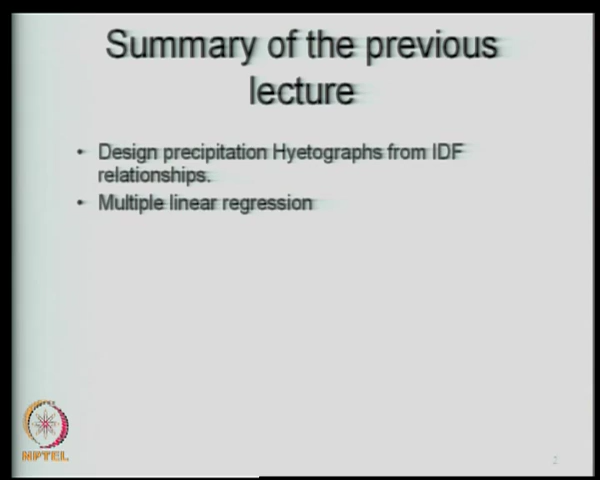 Summary of the previous
lecture
• Design precipitation Hyetographs from IDF
relationships.
• Multiple linear regression
NPTEL
2